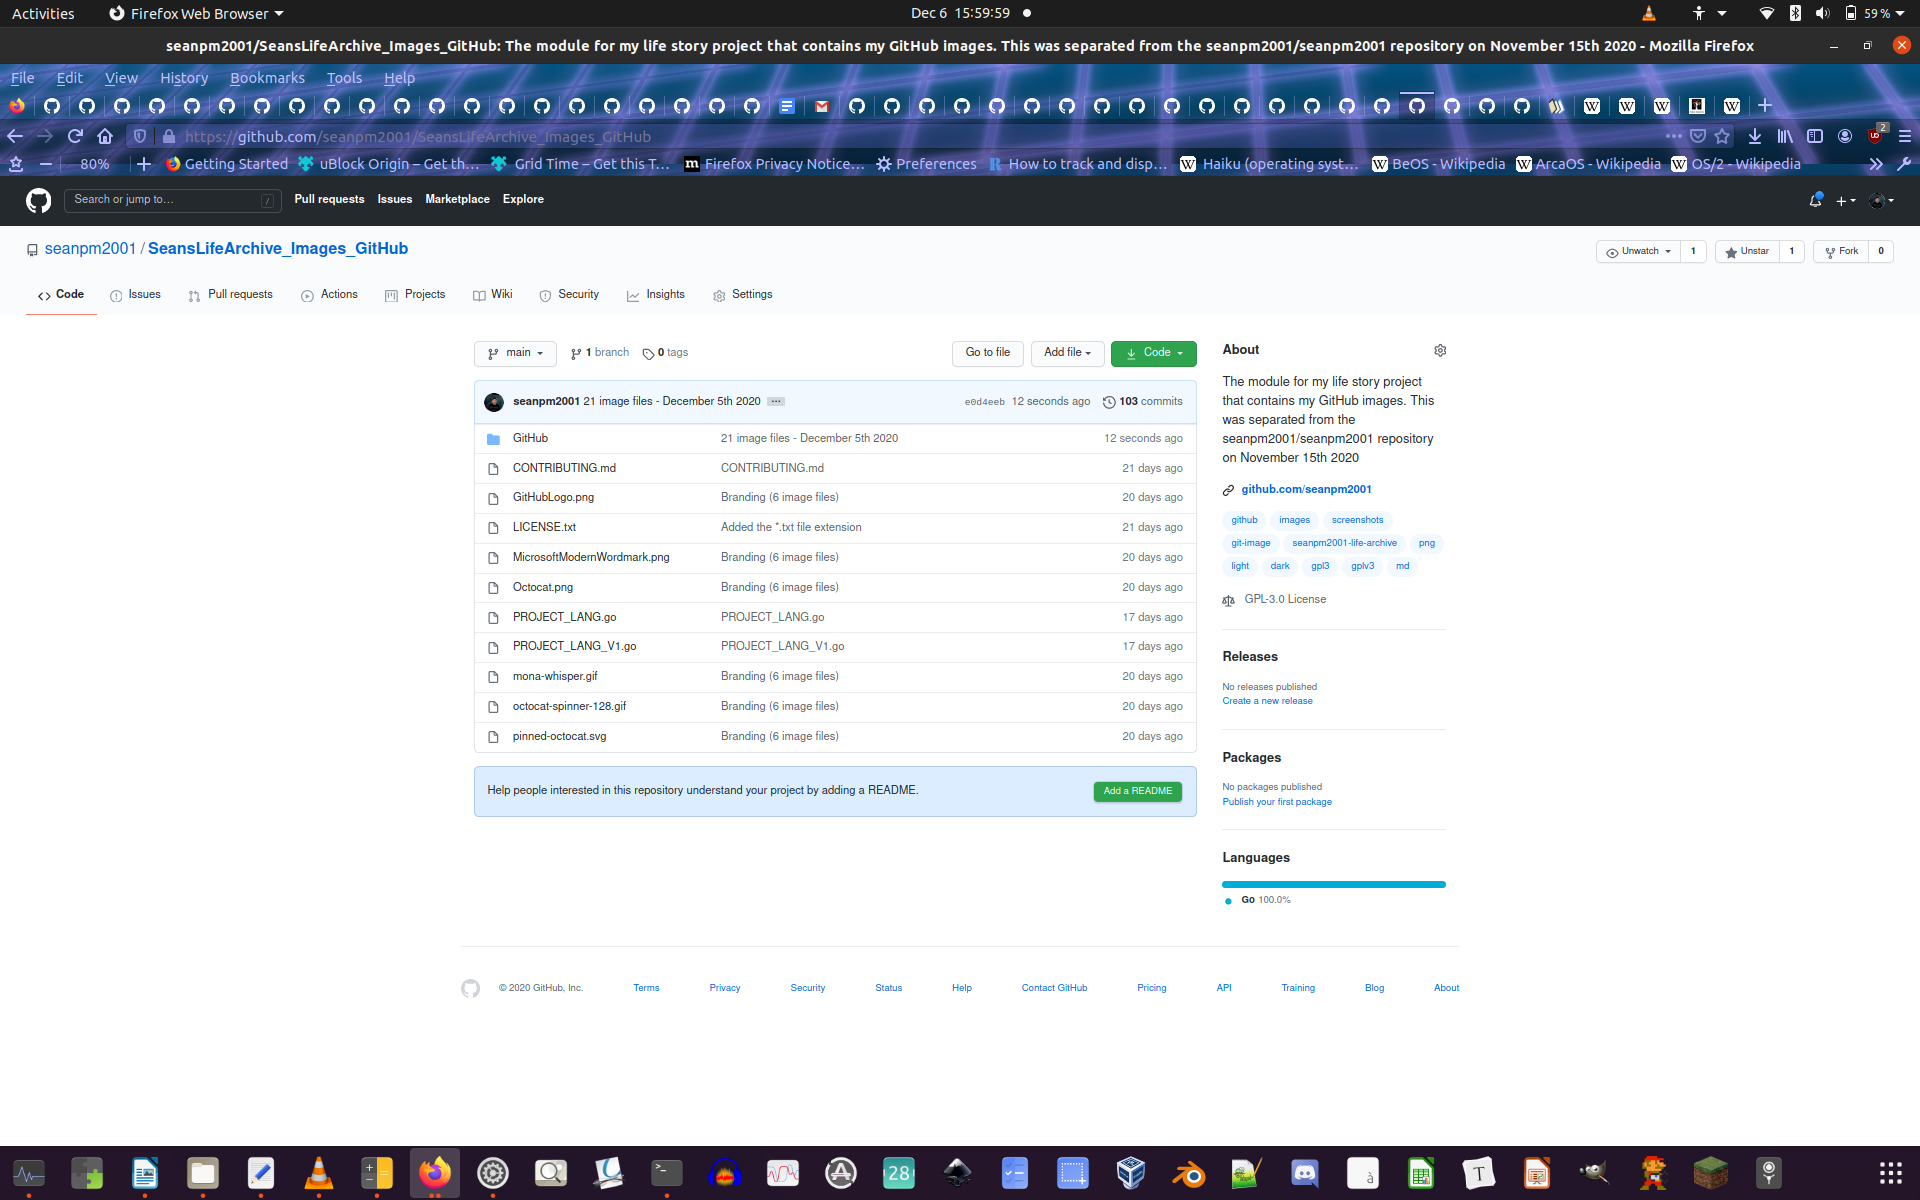 Activities Firefox Web Browser Dec 6 15:59:59 59 %
seanpm2001/SeansLifeArchive_Images_GitHub: The module for my life story project that contains my GitHub images. This was separated from the seanpm2001/seanpm2001 repository on November 15th 2020 - Mozilla Firefox
File Edit View History Bookmarks Tools Help
https://github.com/seanpm2001/SeansLifeArchive_Images_GitHub 2
80% Getting Started uBlock Origin – Get th… Grid Time – Get this T… Firefox Privacy Notice… Preferences How to track and disp… Haiku (operating syst… BeOS - Wikipedia ArcaOS - Wikipedia OS/2 - Wikipedia
Search or jump to… / Pull requests Issues Marketplace Explore
seanpm2001 / SeansLifeArchive_Images_GitHub Unwatch 1 Unstar 1 Fork 0
Code Issues Pull requests Actions Projects Wiki Security Insights Settings
main 1 branch 0 tags Go to file Add file Code
seanpm2001 21 image files - December 5th 2020 … e0d4eeb 12 seconds ago 103 commits
GitHub 21 image files - December 5th 2020 12 seconds ago
CONTRIBUTING.md CONTRIBUTING.md 21 days ago
GitHubLogo.png Branding (6 image files) 20 days ago
LICENSE.txt Added the *.txt file extension 21 days ago
MicrosoftModernWordmark.png Branding (6 image files) 20 days ago
Octocat.png Branding (6 image files) 20 days ago
PROJECT_LANG.go PROJECT_LANG.go 17 days ago
PROJECT_LANG_V1.go PROJECT_LANG_V1.go 17 days ago
mona-whisper.gif Branding (6 image files) 20 days ago
octocat-spinner-128.gif Branding (6 image files) 20 days ago
pinned-octocat.svg Branding (6 image files) 20 days ago
Help people interested in this repository understand your project by adding a README. Add a README
About
The module for my life story project
that contains my GitHub images. This
was separated from the
seanpm2001/seanpm2001 repository
on November 15th 2020
github.com/seanpm2001
github images screenshots
git-image seanpm2001-life-archive png
light dark gpl3 gplv3 md
GPL-3.0 License
Releases
No releases published
Create a new release
Packages
No packages published
Publish your first package
Languages
Go 100.0%
© 2020 GitHub, Inc. Terms Privacy Security Status Help Contact GitHub Pricing API Training Blog About
28